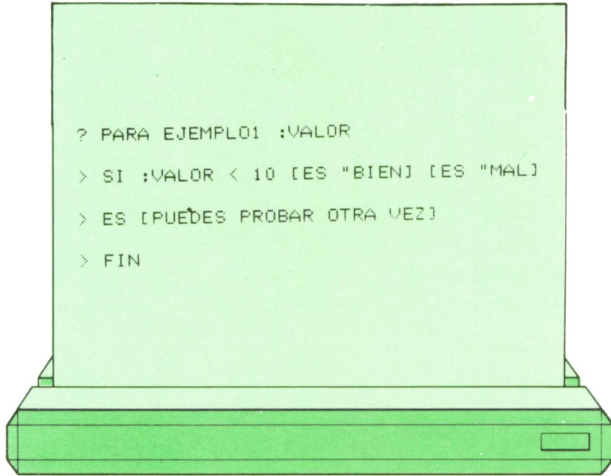 ? PARA EJEMPLO1 :VALOR
> SI :VALOR < 10 [ES "BIEN] [ES "MAL]
> ES [PUEDES PROBAR OTRA VEZ]
> FIN